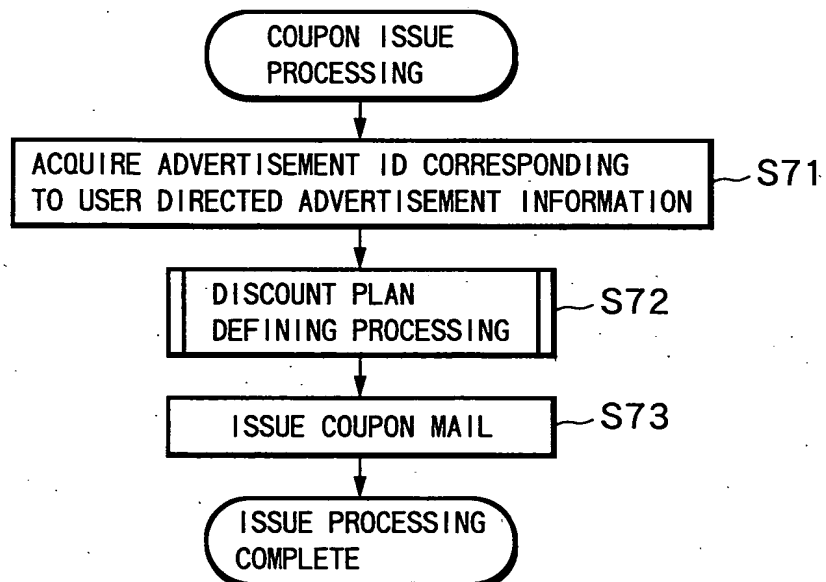 COUPON ISSUE
PROCESSING
ACQUIRE ADVERTISEMENT ID CORRESPONDING
TO USER DIRECTED ADVERTISEMENT INFORMATION
S71
DISCOUNT PLAN
DEFINING PROCESSING
S72
ISSUE COUPON MAIL
S73
ISSUE PROCESSING
COMPLETE